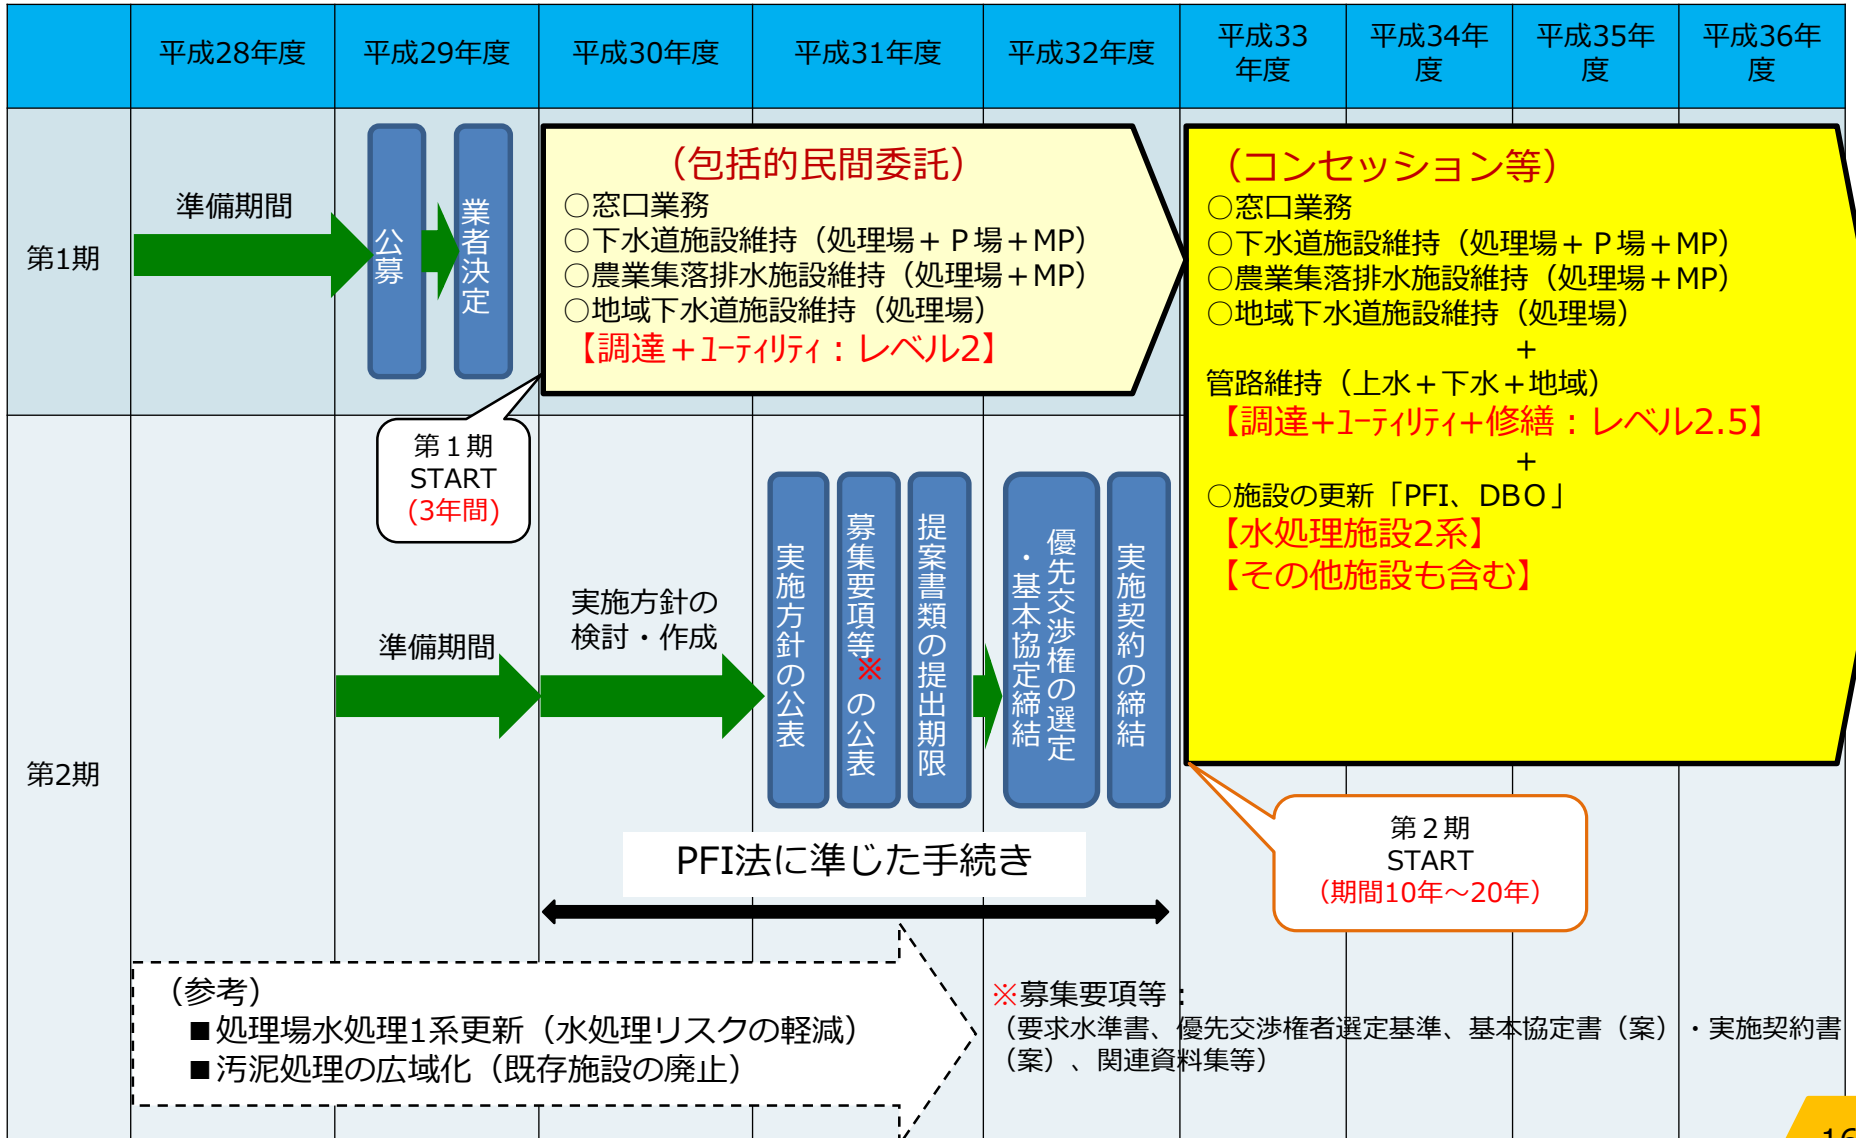 平成28年度
平成29年度
平成30年度
平成31年度
平成32年度
平成33
年度
平成34年
度
平成35年
度
平成36年
度
第1期
準備期間
公募
業者決定
（包括的民間委託）
○窓口業務
○下水道施設維持（処理場＋Ｐ場＋MP）
○農業集落排水施設維持（処理場＋MP）
○地域下水道施設維持（処理場）
【調達＋ﾕｰﾃｨﾘﾃｨ：レベル2】
（コンセッション等）
○窓口業務
○下水道施設維持（処理場＋Ｐ場＋MP）
○農業集落排水施設維持（処理場＋MP）
○地域下水道施設維持（処理場）
＋
管路維持（上水＋下水＋地域）
【調達+ﾕｰﾃｨﾘﾃｨ+修繕：レベル2.5】
＋
○施設の更新「PFI、DBO」
【水処理施設2系】
【その他施設も含む】
第１期
START
(3年間)
第2期
準備期間
実施方針の
検討・作成
実施方針の公表
募集要項等※の公表
提案書類の提出期限
優先交渉権の選定
・基本協定締結
実施契約の締結
PFI法に準じた手続き
第２期
START
（期間10年～20年）
（参考）
■処理場水処理1系更新（水処理リスクの軽減）
■汚泥処理の広域化（既存施設の廃止）
※募集要項等：
（要求水準書、優先交渉権者選定基準、基本協定書（案）・実施契約書
（案）、関連資料集等）
16